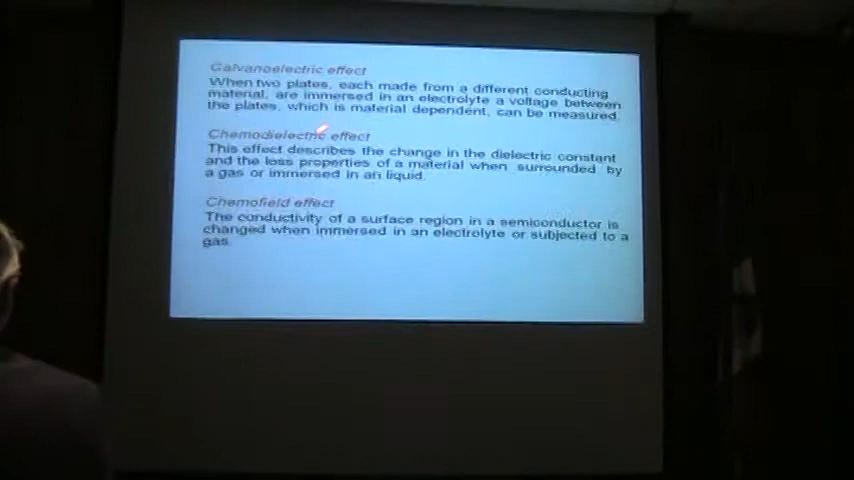 Galvanoelectric effect
When two plates, each made from a different conducting
material, are immersed in an electrolyte a voltage between
the plates, which is material dependent, can be measured.
Chemodielectric effect
This effect describes the change in the dielectric constant
and the loss properties of a material when surrounded by
a gas or immersed in an liquid.
Chemofield effect
The conductivity of a surface region in a semiconductor is
changed when immersed in an electrolyte or subjected to a
gas.